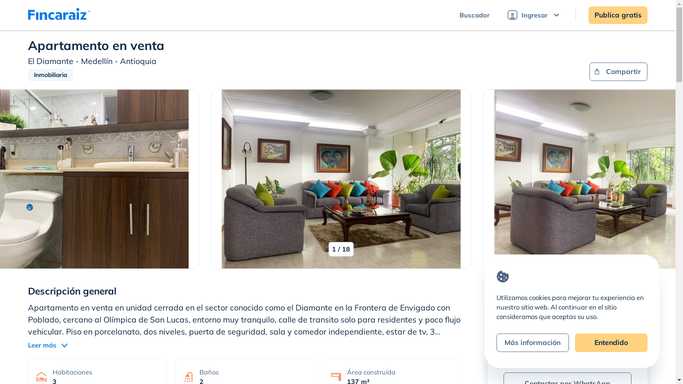 Fincaraiz
Buscador
Ingresar
Publica gratis
Apartamento en venta
El Diamante - Medellín - Antioquia
Inmobiliaria
Compartir
1 / 18
Descripción general
Apartamento en venta en unidad cerrada en el sector conocido como el Diamante en la Frontera de Envigado con
Poblado, cercano al Olímpica de San Lucas, entorno muy tranquilo, calle de transito solo para residentes y poco flujo
vehicular. Piso en porcelanato, dos niveles, puerta de seguridad, sala y comedor independiente, estar de tv, 3...
Leer más
Habitaciones
3
Baños
2
Área construida
137 m²
Utilizamos cookies para mejorar tu experiencia en
nuestro sitio web. Al continuar en el sitio
consideramos que aceptas su uso.
Más información
Entendido
Contactar por WhatsApp